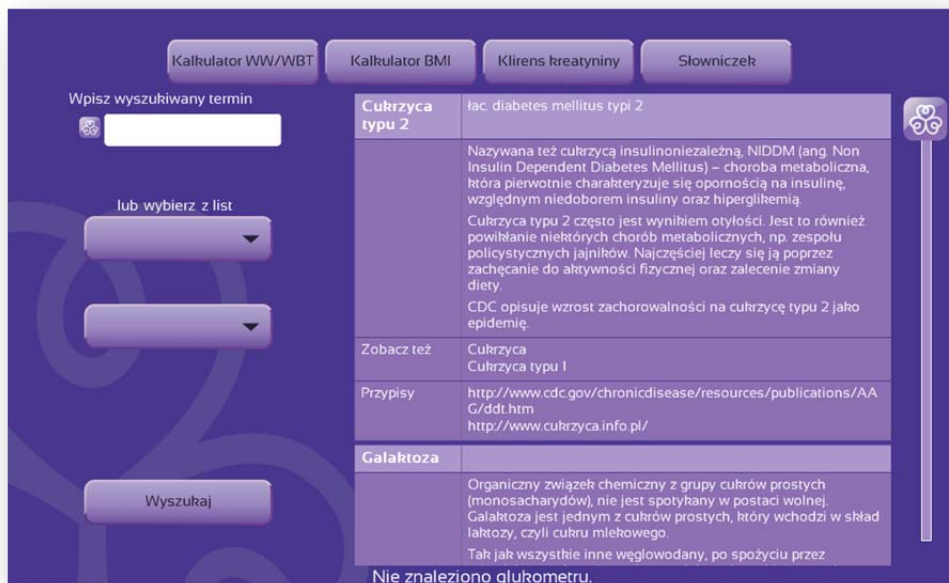 Kalkulator WW/WBT
Kalkulator BMI
Klirens kreatyniny
Słowniczek
Wpisz wyszukiwany termin
lub wybierz z list
Wyszukaj
Cukrzyca
typu 2
łac. diabetes mellitus typi 2
Nazywana też cukrzycą insulinoniezależną, NIDDM (ang. Non
Insulin Dependent Diabetes Mellitus) – choroba metaboliczna,
która pierwotnie charakteryzuje się opornością na insulinę,
względnym niedoborem insuliny oraz hiperglikemią.
Cukrzyca typu 2 często jest wynikiem otyłości. Jest to również
powikłanie niektórych chorób metabolicznych, np. zespołu
policystycznych jajników. Najczęściej leczy się ją poprzez
zachęcanie do aktywności fizycznej oraz zalecenie zmiany
diety.
CDC opisuje wzrost zachorowalności na cukrzycę typu 2 jako
epidemię.
Zobacz też
Cukrzyca
Cukrzyca typu 1
Przypisy
http://www.cdc.gov/chronicdisease/resources/publications/AA
G/ddt.htm
http://www.cukrzyca.info.pl/
Galaktoza
Organiczny związek chemiczny z grupy cukrów prostych
(monosacharydów), nie jest spotykany w postaci wolnej.
Galaktoza jest jednym z cukrów prostych, który wchodzi w skład
laktozy, czyli cukru mlekowego.
Tak jak wszystkie inne węglowodany, po spożyciu przez
Nie znaleziono glukometru.